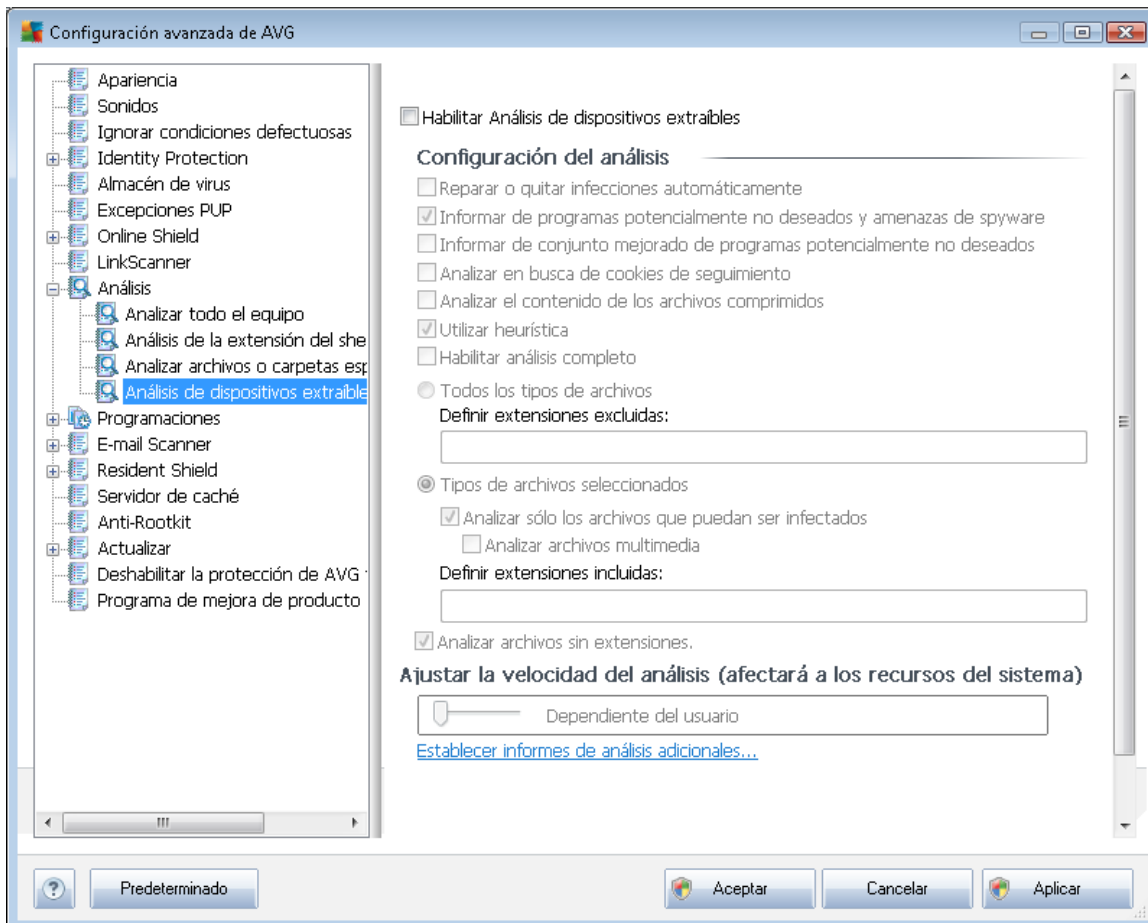 Configuración avanzada de AVG
Apariencia
Sonidos
Ignorar condiciones defectuosas
Identity Protection
Almacén de virus
Excepciones PUP
Online Shield
LinkScanner
Análisis
Analizar todo el equipo
Análisis de la extensión del she
Analizar archivos o carpetas esp
Análisis de dispositivos extraíble
Programaciones
E-mail Scanner
Resident Shield
Servidor de caché
Anti-Rootkit
Actualizar
Deshabilitar la protección de AVG
Programa de mejora de producto
Habilitar Análisis de dispositivos extraíbles
Configuración del análisis
Reparar o quitar infecciones automáticamente
Informar de programas potencialmente no deseados y amenazas de spyware
Informar de conjunto mejorado de programas potencialmente no deseados
Analizar en busca de cookies de seguimiento
Analizar el contenido de los archivos comprimidos
Utilizar heurística
Habilitar análisis completo
Todos los tipos de archivos
Definir extensiones excluidas:
Tipos de archivos seleccionados
Analizar sólo los archivos que puedan ser infectados
Analizar archivos multimedia
Definir extensiones incluidas:
Analizar archivos sin extensiones.
Ajustar la velocidad del análisis (afectará a los recursos del sistema)
Dependiente del usuario
Establecer informes de análisis adicionales...
? Predeterminado Aceptar Cancelar Aplicar